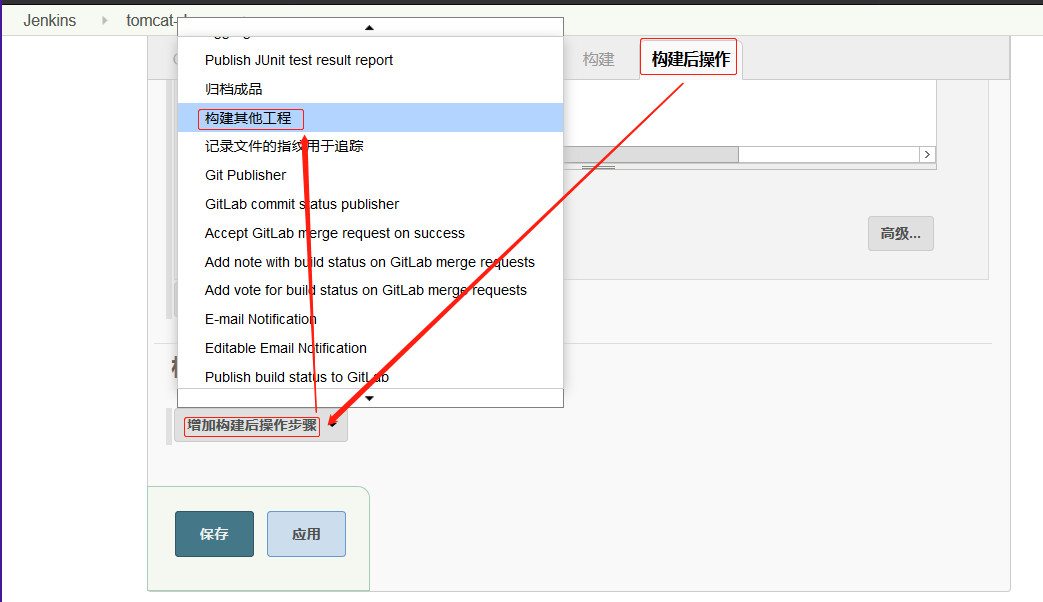 Jenkins
tomcat-
构建
构建后操作
Publish JUnit test result report
归档成品
构建其他工程
记录文件的指纹用于追踪
Git Publisher
GitLab commit status publisher
Accept GitLab merge request on success
Add note with build status on GitLab merge requests
Add vote for build status on GitLab merge requests
E-mail Notification
Editable Email Notification
Publish build status to GitLab
高级...
增加构建后操作步骤
保存
应用